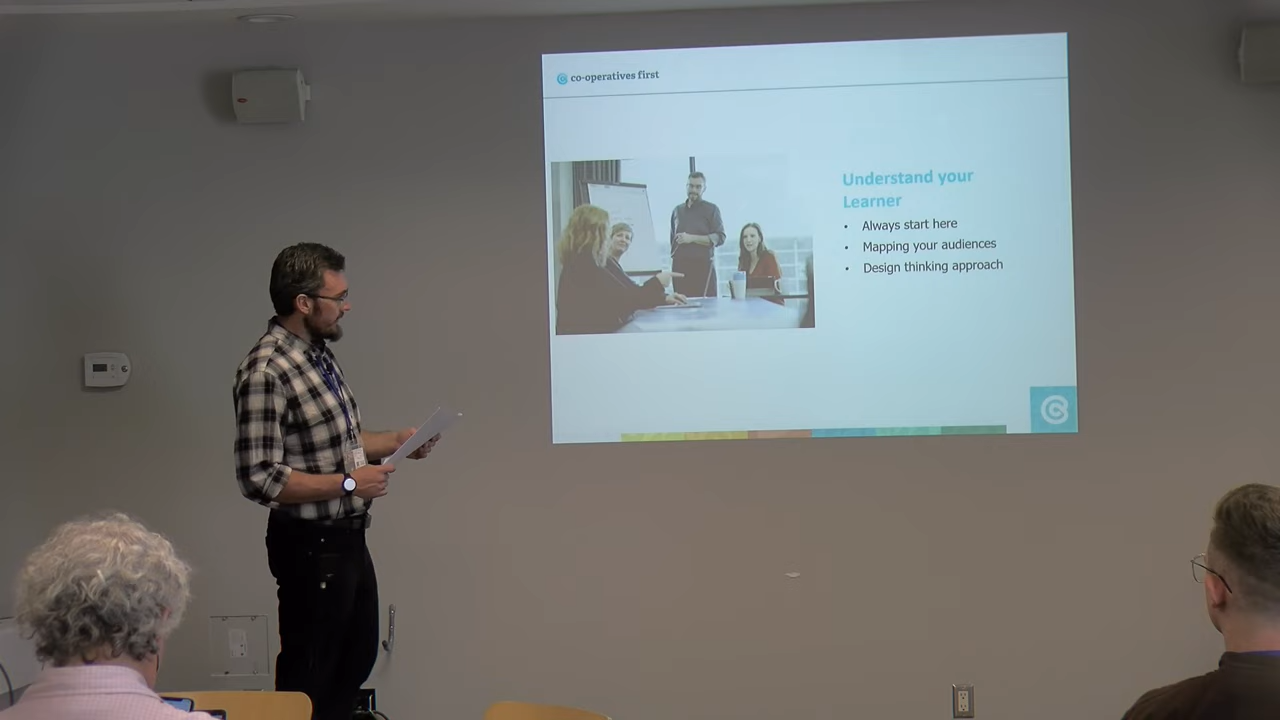 co-operatives first
Understand your
Learner
• Always start here
• Mapping your audiences
• Design thinking approach